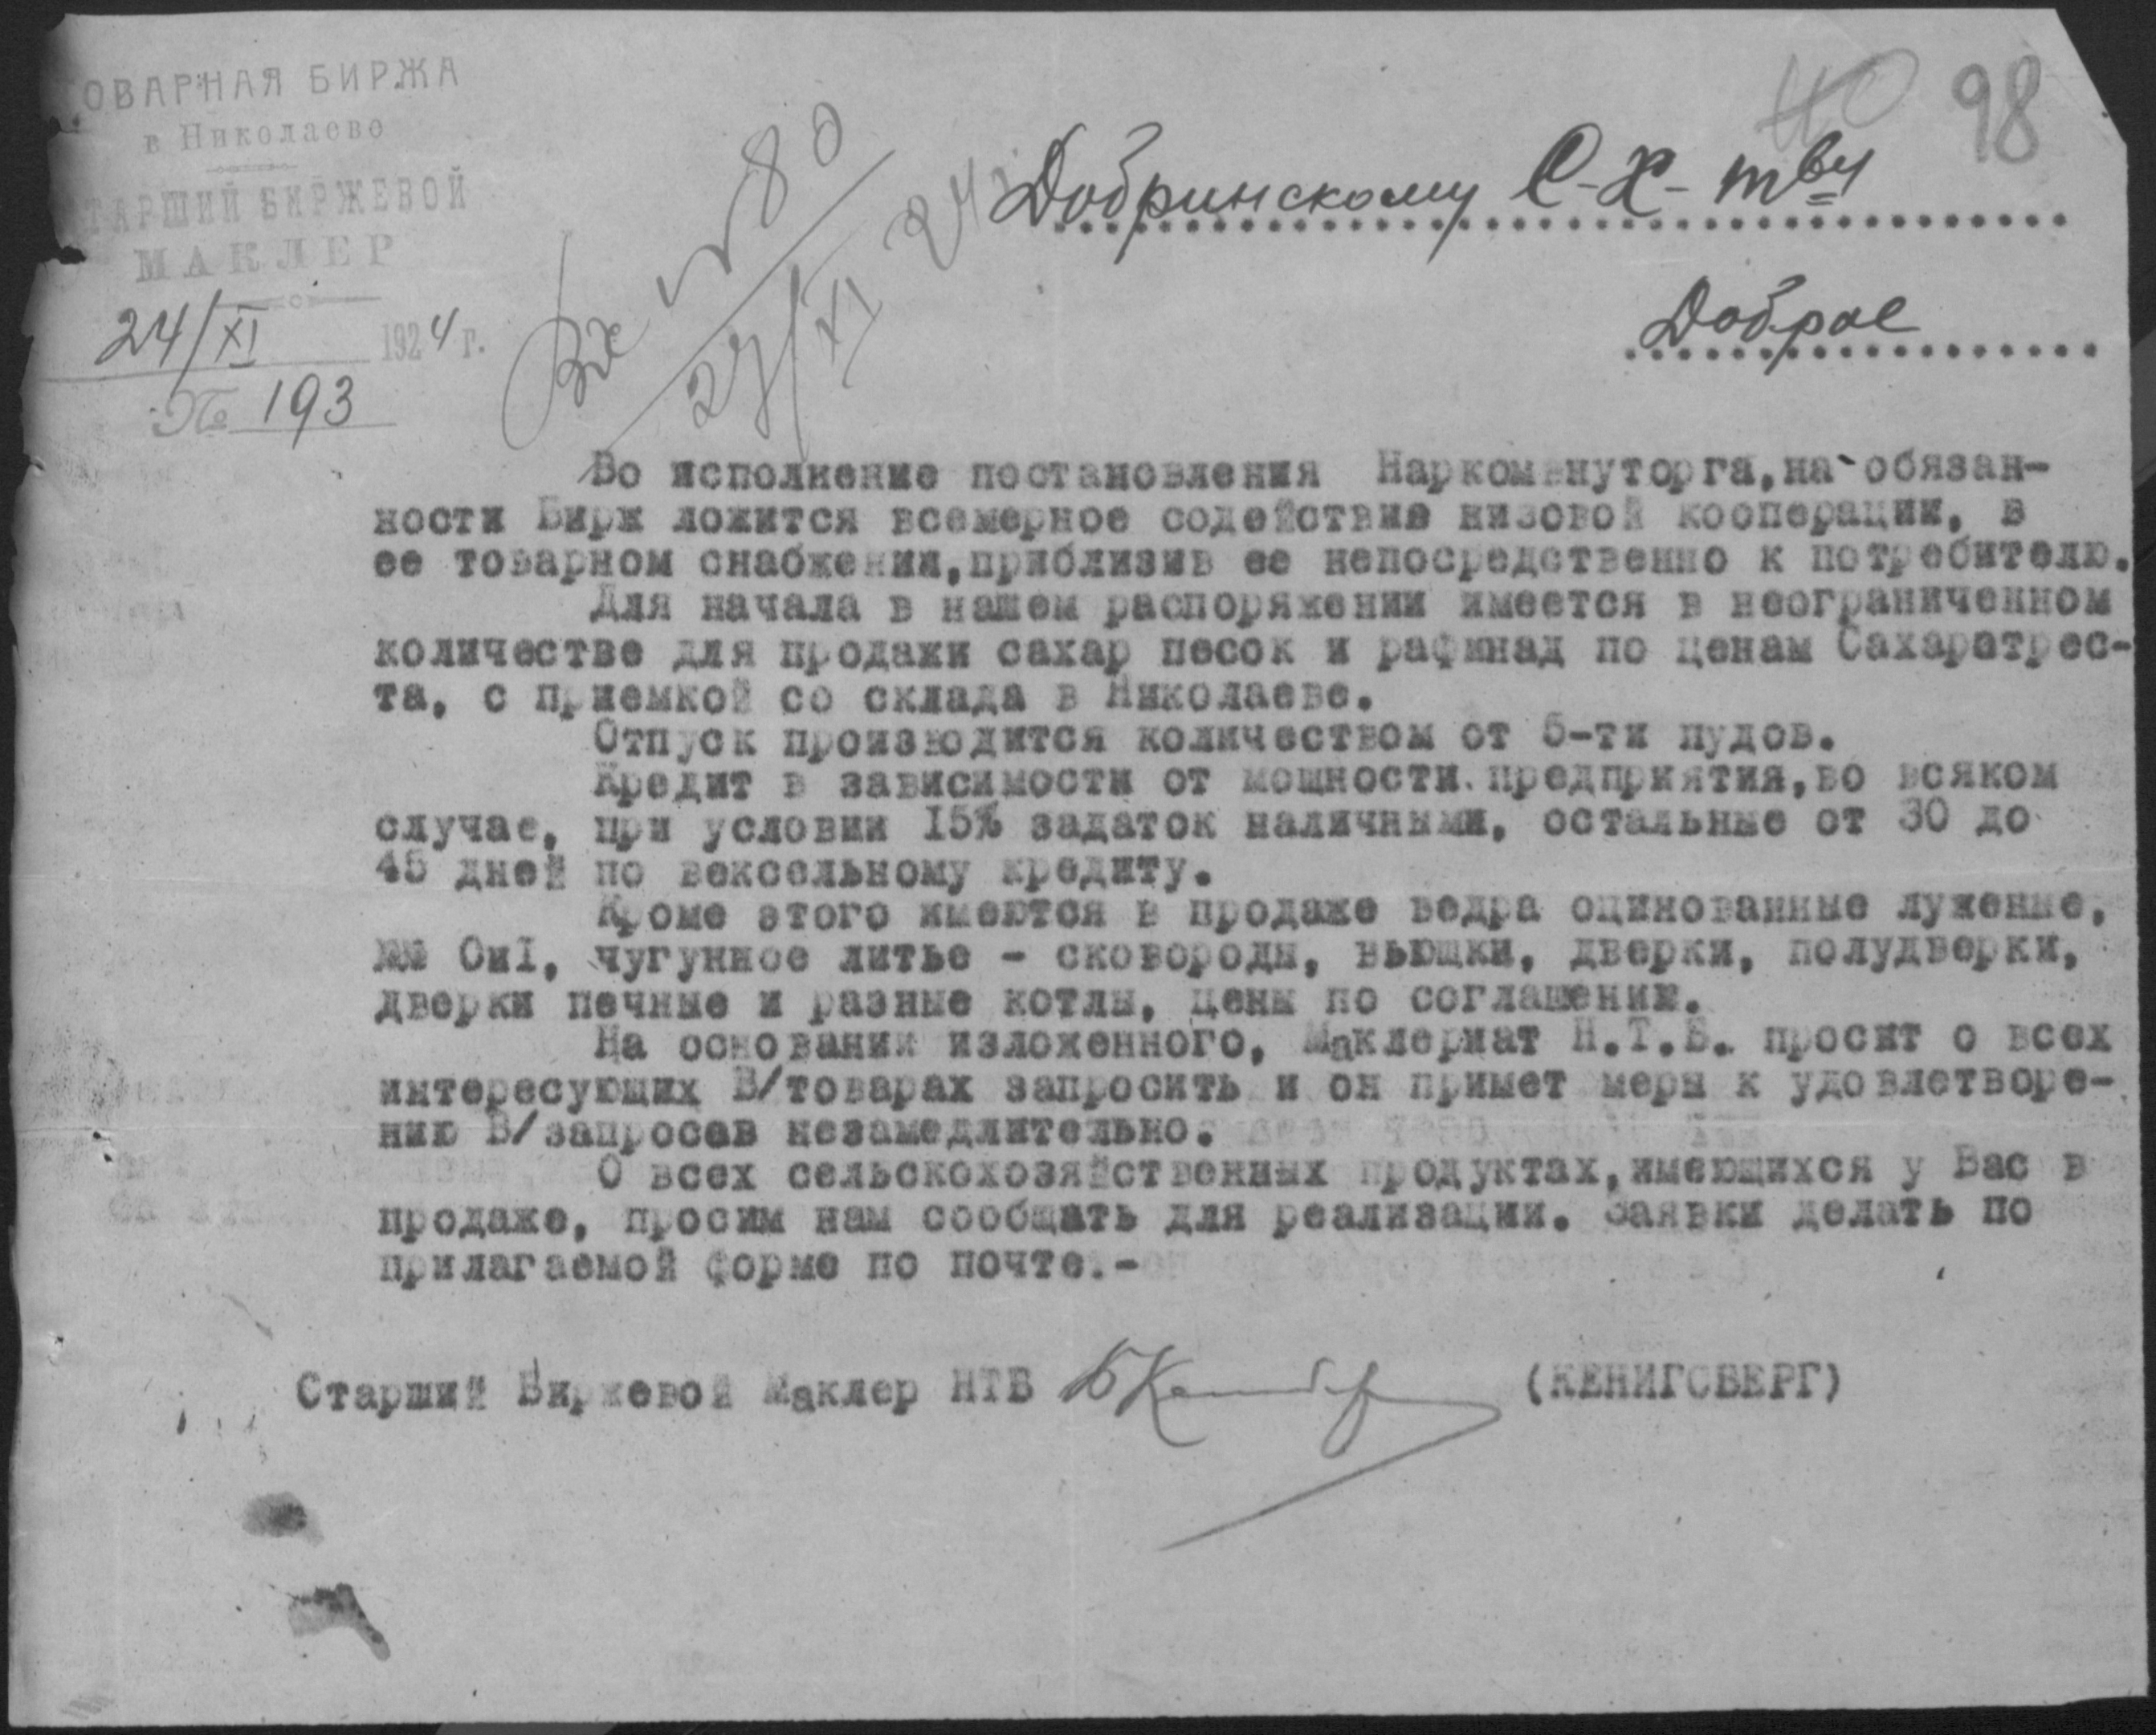 ТОВАРНАЯ БИРЖА
в Николаеве
СТАРШИЙ БИРЖЕВОЙ
МАКЛЕР
24/XI 1924 г.
№ 193
Вх № 80
27/XI 24
40 98
Добринскому С-Х- тву
Доброе
Во исполнение постановления Наркомвнуторга, на обязан-
ности Бирж ложится всемерное содействие низовой кооперации, в
ее товарном снабжении, приблизив ее непосредственно к потребителю.
Для начала в нашем распоряжении имеется в неограниченном
количестве для продажи сахар песок и рафинад по ценам Сахаротрес-
та, с приемкой со склада в Николаеве.
Отпуск производится количеством от 5-ти пудов.
Кредит в зависимости от мощности предприятия, во всяком
случае, при условии 15% задаток наличными, остальные от 30 до
45 дней по вексельному кредиту.
Кроме этого имеются в продаже ведра оцинованные луженые,
№№ 0и1, чугунное литье - сковороды, вьюшки, дверки, полудверки,
дверки печные и разные котлы, цены по соглашению.
На основании изложенного, Маклериат Н.Т.Б. просит о всех
интересующих В/товарах запросить и он примет меры к удовлетворе-
нию В/запросов незамедлительно.
О всех сельскохозяйственных продуктах, имеющихся у Вас в
продаже, просим нам сообщать для реализации. Заявки делать по
прилагаемой форме по почте.-
Старший Биржевой Маклер НТБ (КЕНИГСБЕРГ)